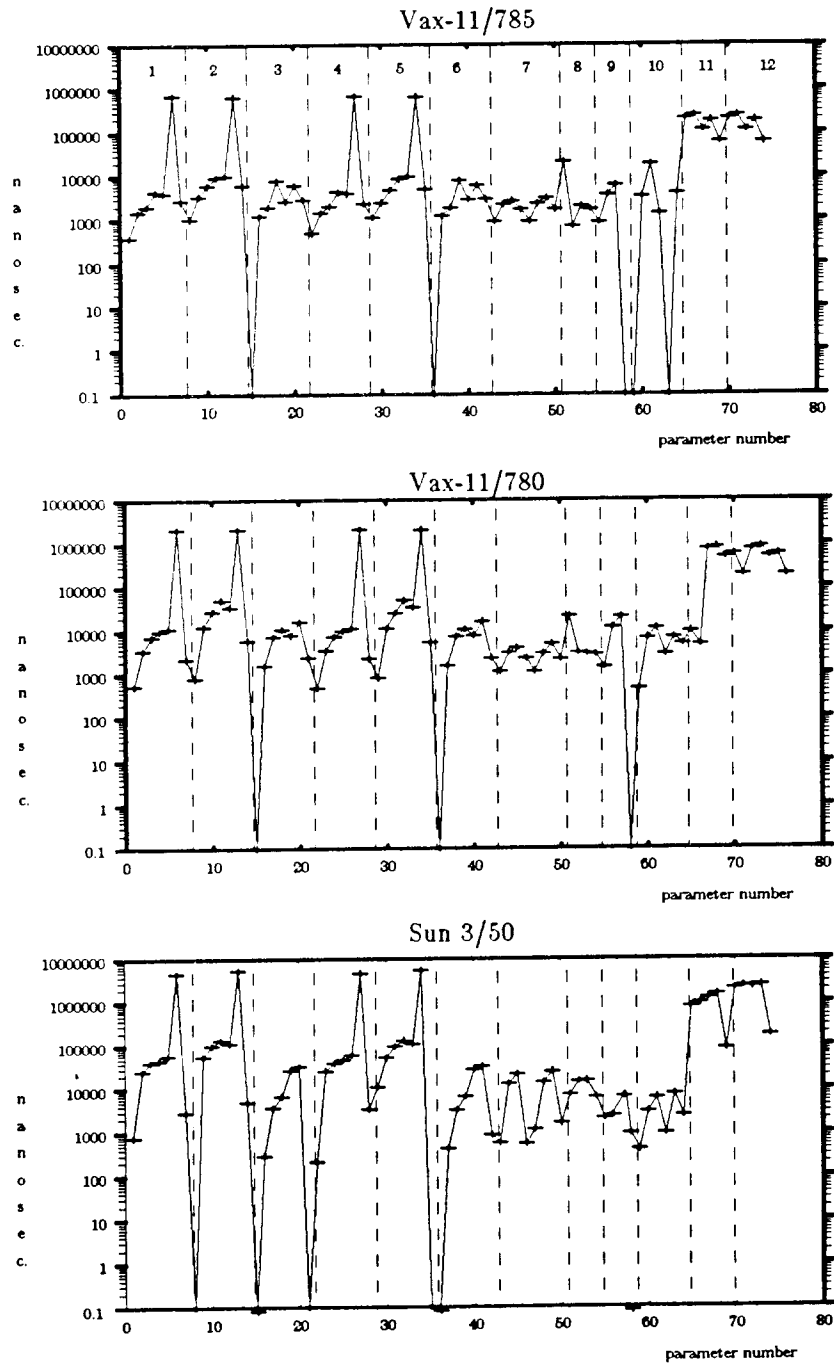 Vax-11/785
10000000
1 2 3 4 5 6 7 8 9 10 11 12
1000000
100000
10000
1000
100
10
1
0.1
n
a
n
o
s
e
c.
0 10 20 30 40 50 60 70 80
parameter number
Vax-11/780
10000000
1000000
100000
10000
1000
100
10
1
0.1
n
a
n
o
s
e
c.
0 10 20 30 40 50 60 70 80
parameter number
Sun 3/50
10000000
1000000
100000
10000
1000
100
10
1
0.1
n
a
n
o
s
e
c.
0 10 20 30 40 50 60 70 80
parameter number